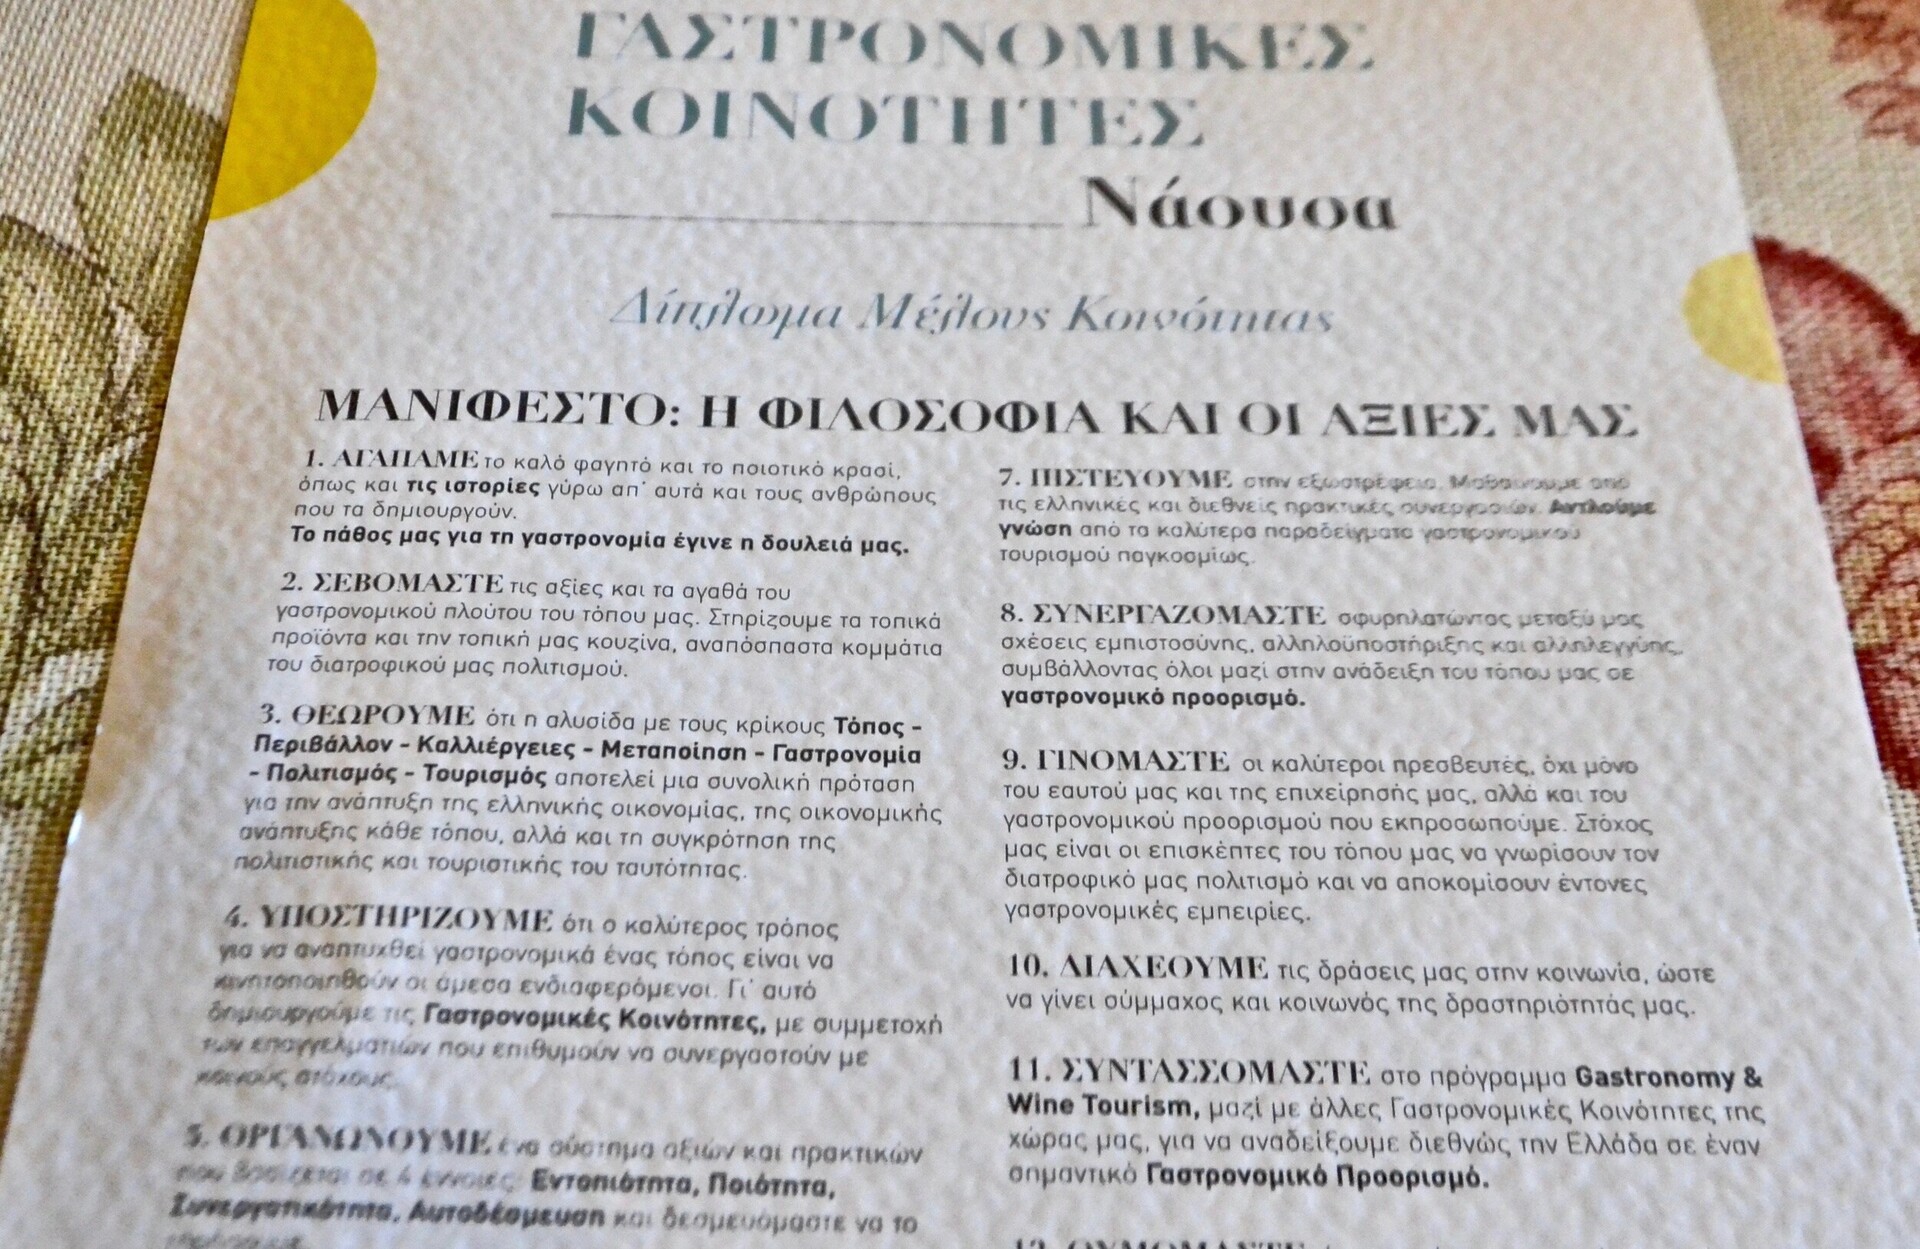 ΓΑΣΤΡΟΝΟΜΙΚΕΣ
ΚΟΙΝΟΤΗΤΕΣ
Νάουσα
Δίπλωμα Μέλους Κοινότητας
ΜΑΝΙΦΕΣΤΟ: Η ΦΙΛΟΣΟΦΙΑ ΚΑΙ ΟΙ ΑΞΙΕΣ ΜΑΣ
1. ΑΓΑΠΑΜΕ το καλό φαγητό και το ποιοτικό κρασί,
όπως και τις ιστορίες γύρω απ' αυτά και τους ανθρώπους
που τα δημιουργούν.
Το πάθος μας για τη γαστρονομία έγινε η δουλειά μας.
2. ΣΕΒΟΜΑΣΤΕ τις αξίες και τα αγαθά του
γαστρονομικού πλούτου του τόπου μας. Στηρίζουμε τα τοπικά
προϊόντα και την τοπική μας κουζίνα, αναπόσπαστα κομμάτια
του διατροφικού μας πολιτισμού.
3. ΘΕΩΡΟΥΜΕ ότι η αλυσίδα με τους κρίκους Τόπος -
Περιβάλλον - Καλλιέργειες - Μεταποίηση - Γαστρονομία
- Πολιτισμός - Τουρισμός αποτελεί μια συνολική πρόταση
για την ανάπτυξη της ελληνικής οικονομίας, της οικονομικής
ανάπτυξης κάθε τόπου, αλλά και τη συγκρότηση της
πολιτιστικής και τουριστικής του ταυτότητας.
4. ΥΠΟΣΤΗΡΙΖΟΥΜΕ ότι ο καλύτερος τρόπος
για να αναπτυχθεί γαστρονομικά ένας τόπος είναι να
κινητοποιηθούν οι άμεσα ενδιαφερόμενοι. Γι' αυτό
δημιουργούμε τις Γαστρονομικές Κοινότητες, με συμμετοχή
των επαγγελματιών που επιθυμούν να συνεργαστούν με
κοινούς στόχους.
5. ΟΡΓΑΝΩΝΟΥΜΕ ένα σύστημα αξιών και πρακτικών
που βασίζεται σε 4 έννοιες: Εντοπιότητα, Ποιότητα,
Συνεργατικότητα, Αυτοδέσμευση και δεσμευόμαστε να το
7. ΠΙΣΤΕΥΟΥΜΕ στην εξωστρέφεια. Μαθαίνουμε από
τις ελληνικές και διεθνείς πρακτικές συνεργασιών. Αντλούμε
γνώση από τα καλύτερα παραδείγματα γαστρονομικού
τουρισμού παγκοσμίως.
8. ΣΥΝΕΡΓΑΖΟΜΑΣΤΕ σφυρηλατώντας μεταξύ μας
σχέσεις εμπιστοσύνης, αλληλοϋποστήριξης και αλληλεγγύης,
συμβάλλοντας όλοι μαζί στην ανάδειξη του τόπου μας σε
γαστρονομικό προορισμό.
9. ΓΙΝΟΜΑΣΤΕ οι καλύτεροι πρεσβευτές, όχι μόνο
του εαυτού μας και της επιχείρησής μας, αλλά και του
γαστρονομικού προορισμού που εκπροσωπούμε. Στόχος
μας είναι οι επισκέπτες του τόπου μας να γνωρίσουν τον
διατροφικό μας πολιτισμό και να αποκομίσουν έντονες
γαστρονομικές εμπειρίες.
10. ΔΙΑΧΕΟΥΜΕ τις δράσεις μας στην κοινωνία, ώστε
να γίνει σύμμαχος και κοινωνός της δραστηριότητάς μας.
11. ΣΥΝΤΑΣΣΟΜΑΣΤΕ στο πρόγραμμα Gastronomy &
Wine Tourism, μαζί με άλλες Γαστρονομικές Κοινότητες της
χώρας μας, για να αναδείξουμε διεθνώς την Ελλάδα σε έναν
σημαντικό Γαστρονομικό Προορισμό.